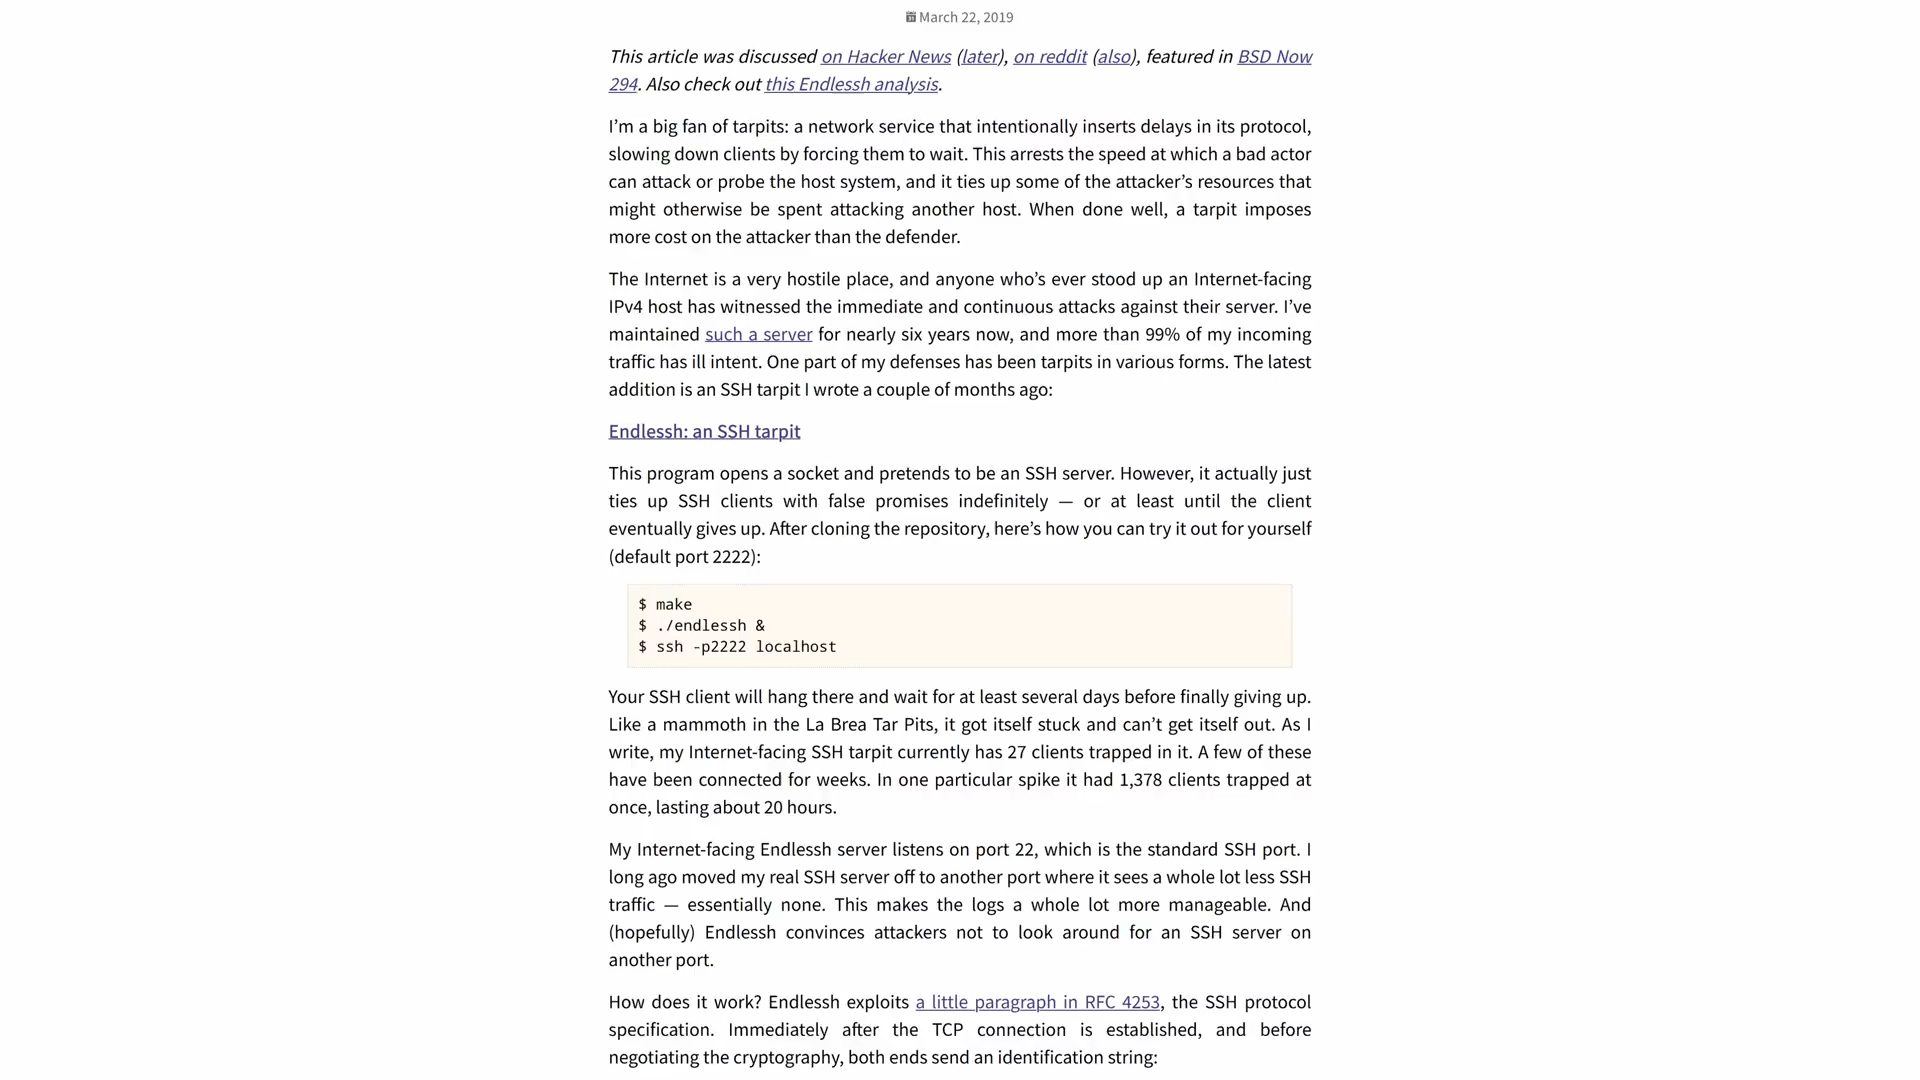 March 22, 2019
This article was discussed on Hacker News (later), on reddit (also), featured in BSD Now
294. Also check out this Endlessh analysis.
I’m a big fan of tarpits: a network service that intentionally inserts delays in its protocol,
slowing down clients by forcing them to wait. This arrests the speed at which a bad actor
can attack or probe the host system, and it ties up some of the attacker’s resources that
might otherwise be spent attacking another host. When done well, a tarpit imposes
more cost on the attacker than the defender.
The Internet is a very hostile place, and anyone who’s ever stood up an Internet-facing
IPv4 host has witnessed the immediate and continuous attacks against their server. I’ve
maintained such a server for nearly six years now, and more than 99% of my incoming
traffic has ill intent. One part of my defenses has been tarpits in various forms. The latest
addition is an SSH tarpit I wrote a couple of months ago:
Endlessh: an SSH tarpit
This program opens a socket and pretends to be an SSH server. However, it actually just
ties up SSH clients with false promises indefinitely — or at least until the client
eventually gives up. After cloning the repository, here’s how you can try it out for yourself
(default port 2222):
$ make
$ ./endlessh &
$ ssh -p2222 localhost
Your SSH client will hang there and wait for at least several days before finally giving up.
Like a mammoth in the La Brea Tar Pits, it got itself stuck and can’t get itself out. As I
write, my Internet-facing SSH tarpit currently has 27 clients trapped in it. A few of these
have been connected for weeks. In one particular spike it had 1,378 clients trapped at
once, lasting about 20 hours.
My Internet-facing Endlessh server listens on port 22, which is the standard SSH port. I
long ago moved my real SSH server off to another port where it sees a whole lot less SSH
traffic — essentially none. This makes the logs a whole lot more manageable. And
(hopefully) Endlessh convinces attackers not to look around for an SSH server on
another port.
How does it work? Endlessh exploits a little paragraph in RFC 4253, the SSH protocol
specification. Immediately after the TCP connection is established, and before
negotiating the cryptography, both ends send an identification string: